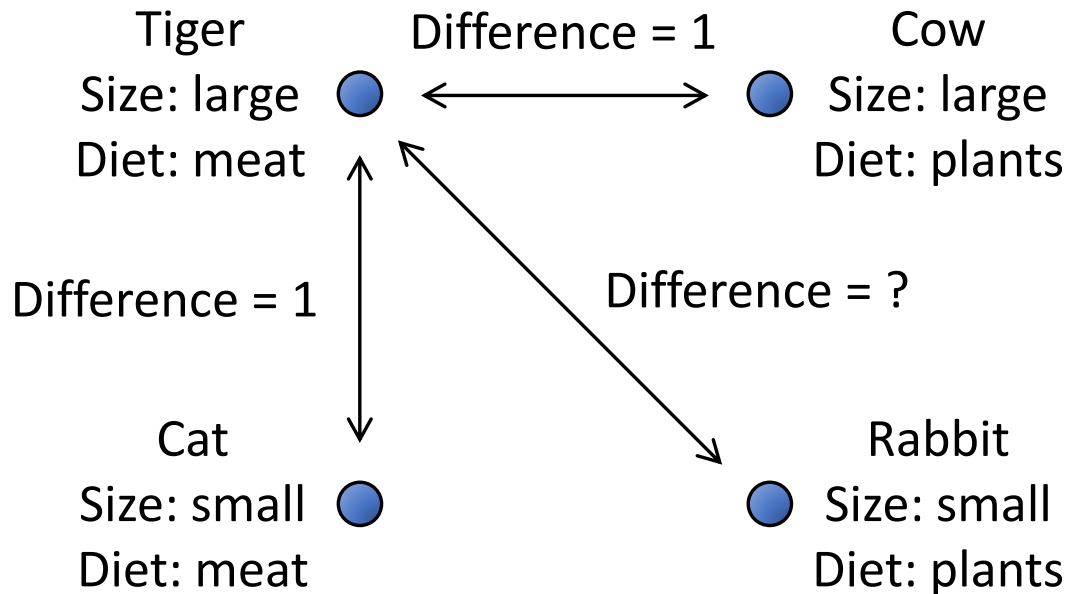 Tiger
Size: large
Diet: meat
Difference = 1
Cow
Size: large
Diet: plants
Difference = 1
Difference = ?
Cat
Size: small
Diet: meat
Rabbit
Size: small
Diet: plants